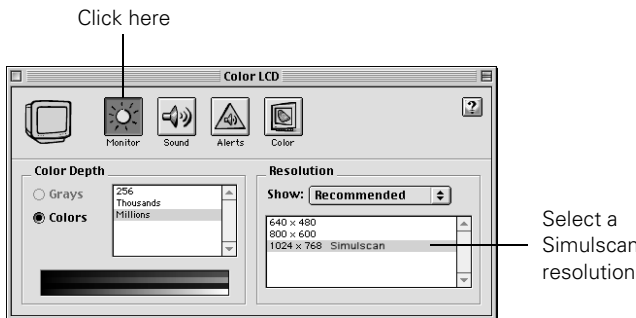 Click here
Color LCD
?
Monitor Sound Alerts Color
Color Depth
Grays
Colors
256
Thousands
Millions
Resolution
Show: Recommended
640 x 480
800 x 600
1024 x 768 Simulscan
Select a
Simulscan
resolution